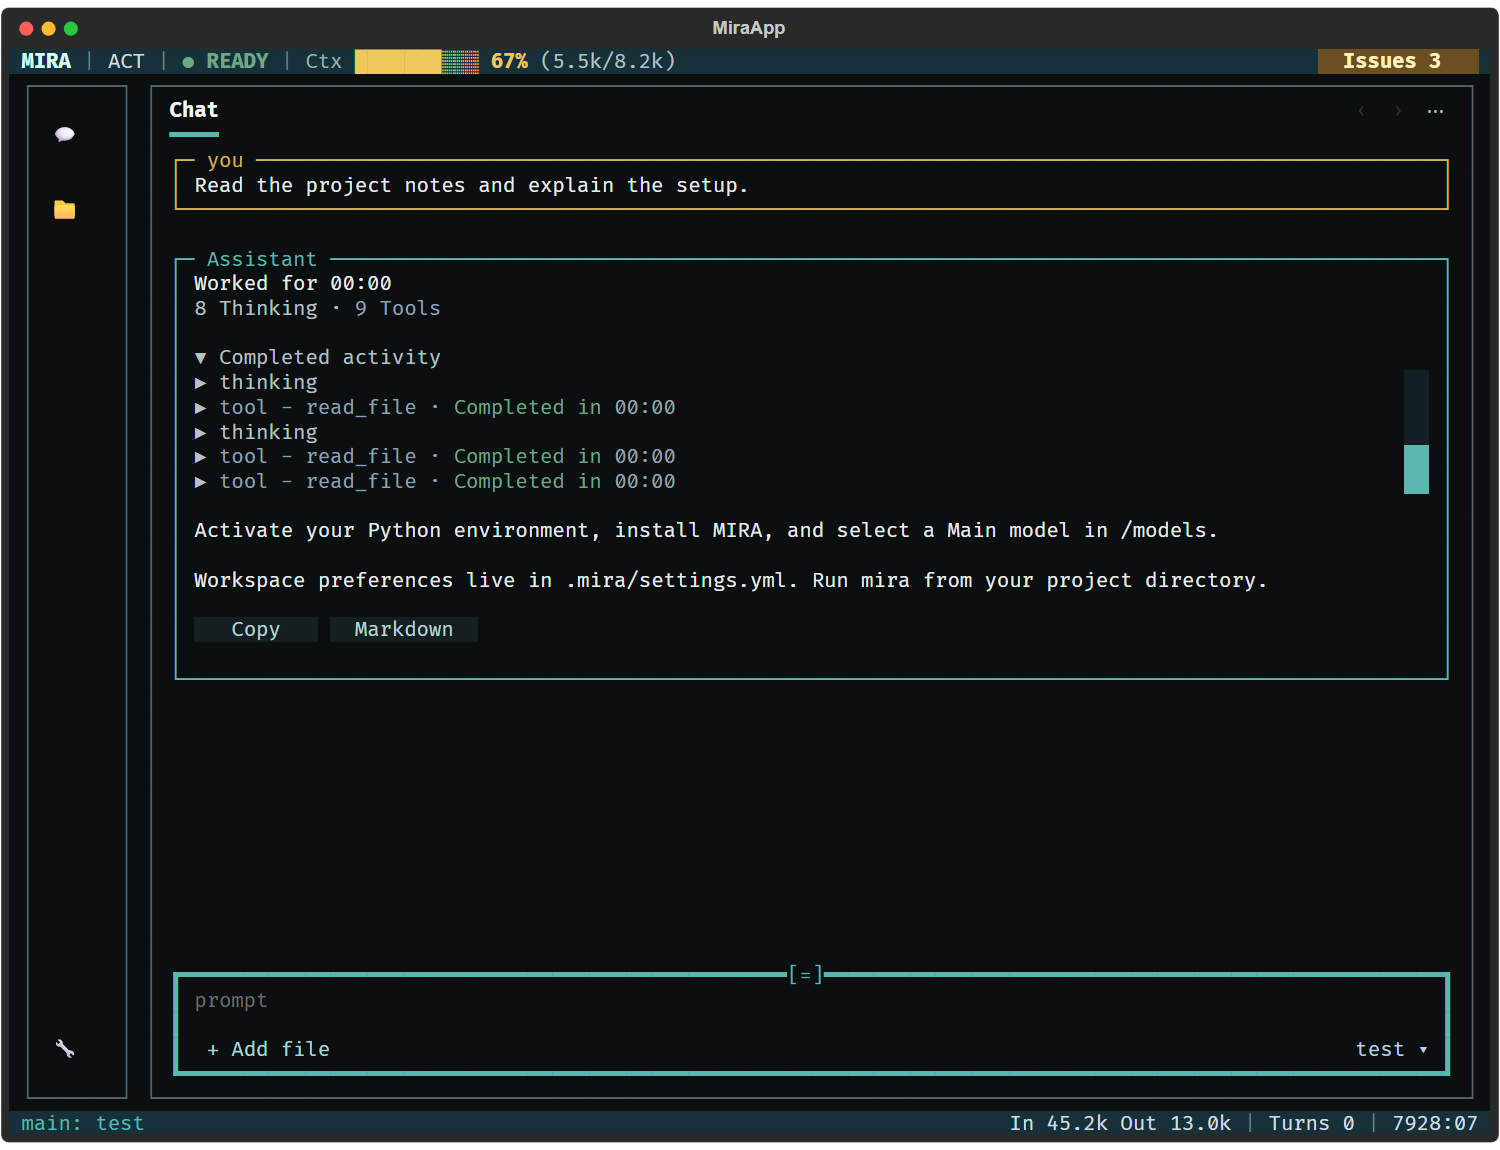 MiraApp
MIRA | ACT | ● READY | Ctx 67% (5.5k/8.2k) Issues 3
Chat ‹ › …
you
Read the project notes and explain the setup.
Assistant
Worked for 00:00
8 Thinking · 9 Tools
▼ Completed activity
▶ thinking
▶ tool – read_file · Completed in 00:00
▶ thinking
▶ tool – read_file · Completed in 00:00
▶ tool – read_file · Completed in 00:00
Activate your Python environment, install MIRA, and select a Main model in /models.
Workspace preferences live in .mira/settings.yml. Run mira from your project directory.
Copy Markdown
[=]
prompt
+ Add file test ▾
main: test In 45.2k Out 13.0k | Turns 0 | 7928:07